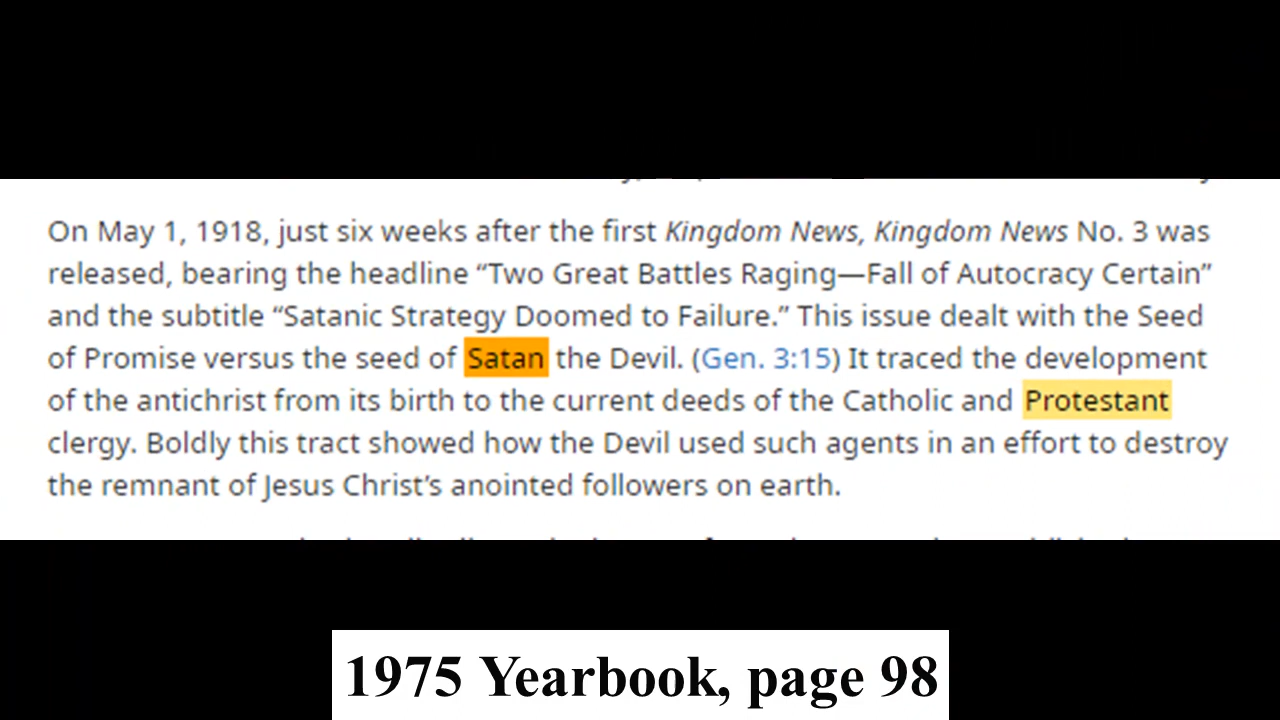 On May 1, 1918, just six weeks after the first Kingdom News, Kingdom News No. 3 was
released, bearing the headline “Two Great Battles Raging—Fall of Autocracy Certain”
and the subtitle “Satanic Strategy Doomed to Failure.” This issue dealt with the Seed
of Promise versus the seed of Satan the Devil. (Gen. 3:15) It traced the development
of the antichrist from its birth to the current deeds of the Catholic and Protestant
clergy. Boldly this tract showed how the Devil used such agents in an effort to destroy
the remnant of Jesus Christ’s anointed followers on earth.
1975 Yearbook, page 98